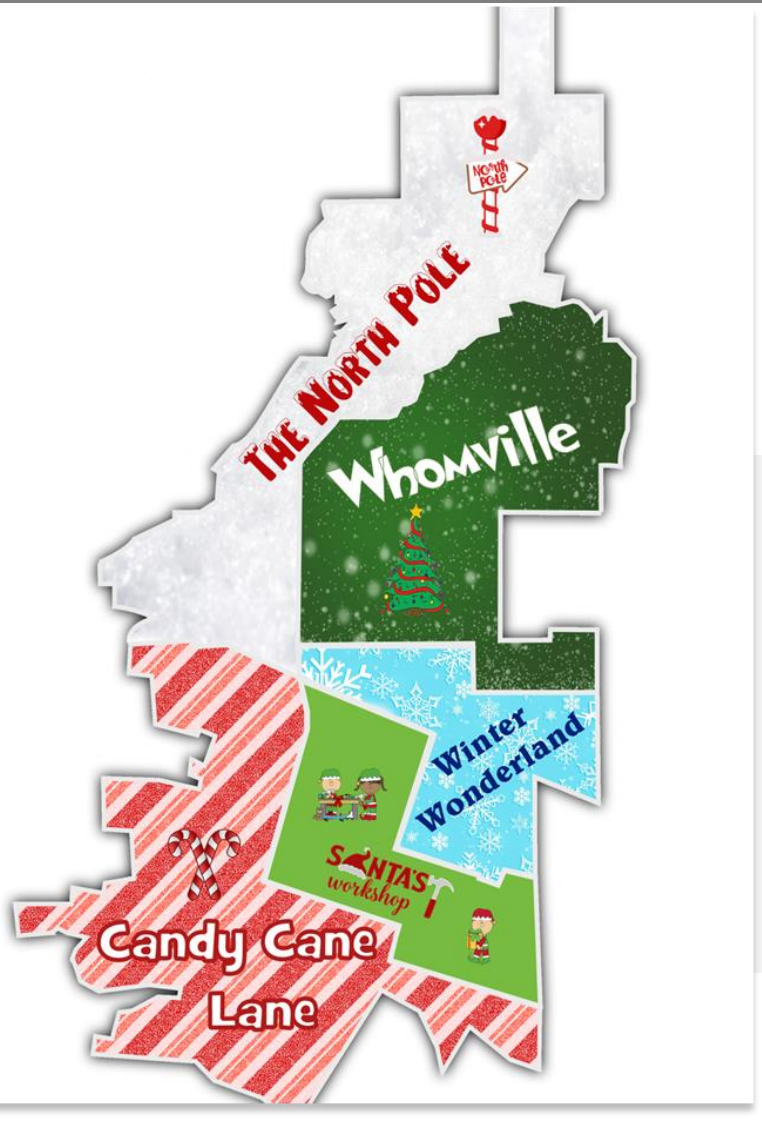 NORTH
POLE
THE NORTH POLE
WHOMVILLE
Winter
Wonderland
SANTA'S
workshop
Candy Cane
Lane